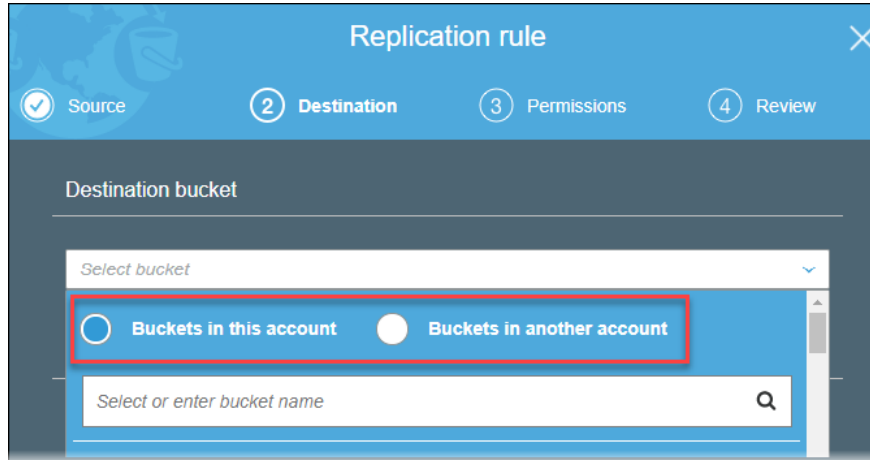 Replication rule
Source
2 Destination
3 Permissions
4 Review
Destination bucket
Select bucket
Buckets in this account Buckets in another account
Select or enter bucket name